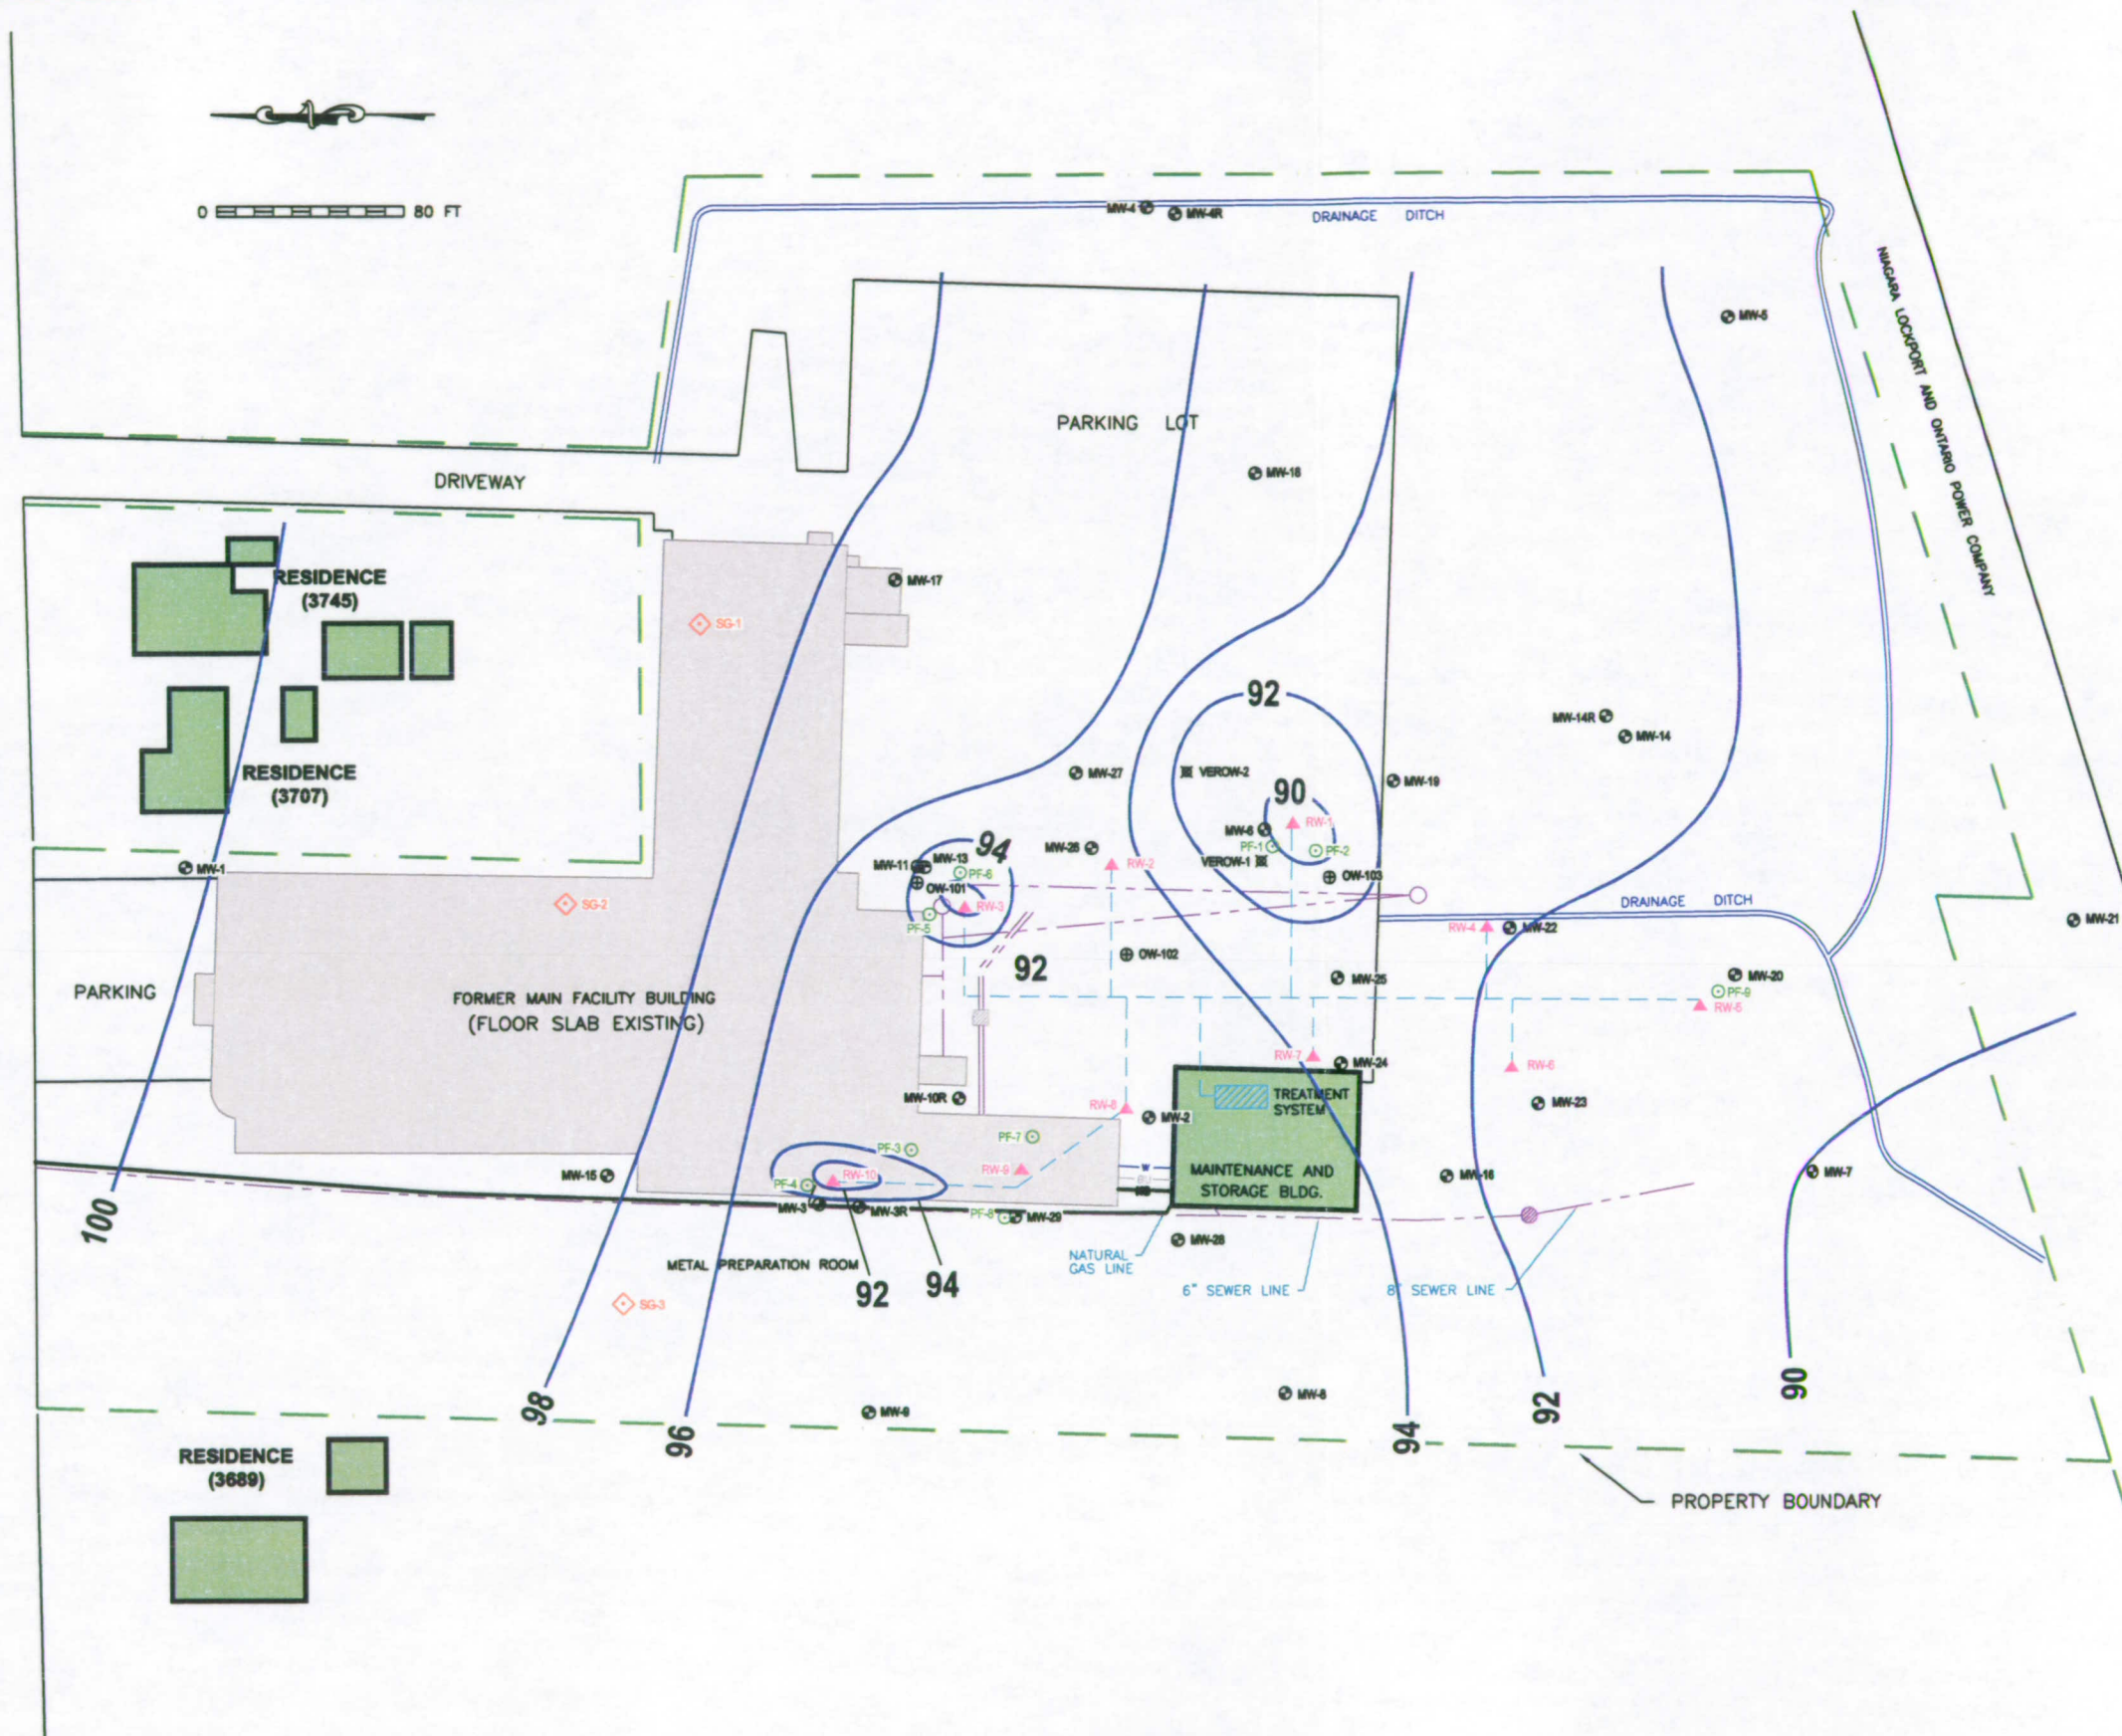 0 80 FT
MW-4
MW-4R
DRAINAGE DITCH
NIAGARA LOCKPORT AND ONTARIO POWER COMPANY
MW-5
PARKING LOT
MW-18
DRIVEWAY
RESIDENCE
(3745)
MW-17
SG-1
92
MW-14R
MW-14
RESIDENCE
(3707)
MW-27
VEROW-2
MW-19
90
RW-1
MW-6
PF-1
PF-2
94
MW-26
VEROW-1
RW-2
MW-1
MW-11
MW-13
PF-6
OW-101
OW-103
SG-2
RW-3
PF-5
DRAINAGE DITCH
RW-4
MW-22
MW-21
OW-102
92
MW-25
MW-20
PF-9
RW-5
PARKING
FORMER MAIN FACILITY BUILDING
(FLOOR SLAB EXISTING)
RW-7
MW-24
RW-6
MW-10R
RW-8
MW-2
TREATMENT
SYSTEM
MW-23
PF-3
PF-7
MW-15
RW-10
RW-9
PF-4
MAINTENANCE AND
STORAGE BLDG.
MW-16
MW-7
MW-3
MW-3R
PF-8
MW-29
100
MW-28
NATURAL
GAS LINE
METAL PREPARATION ROOM
92
94
6" SEWER LINE
8" SEWER LINE
SG-3
98
96
MW-9
MW-8
94
92
90
RESIDENCE
(3689)
PROPERTY BOUNDARY